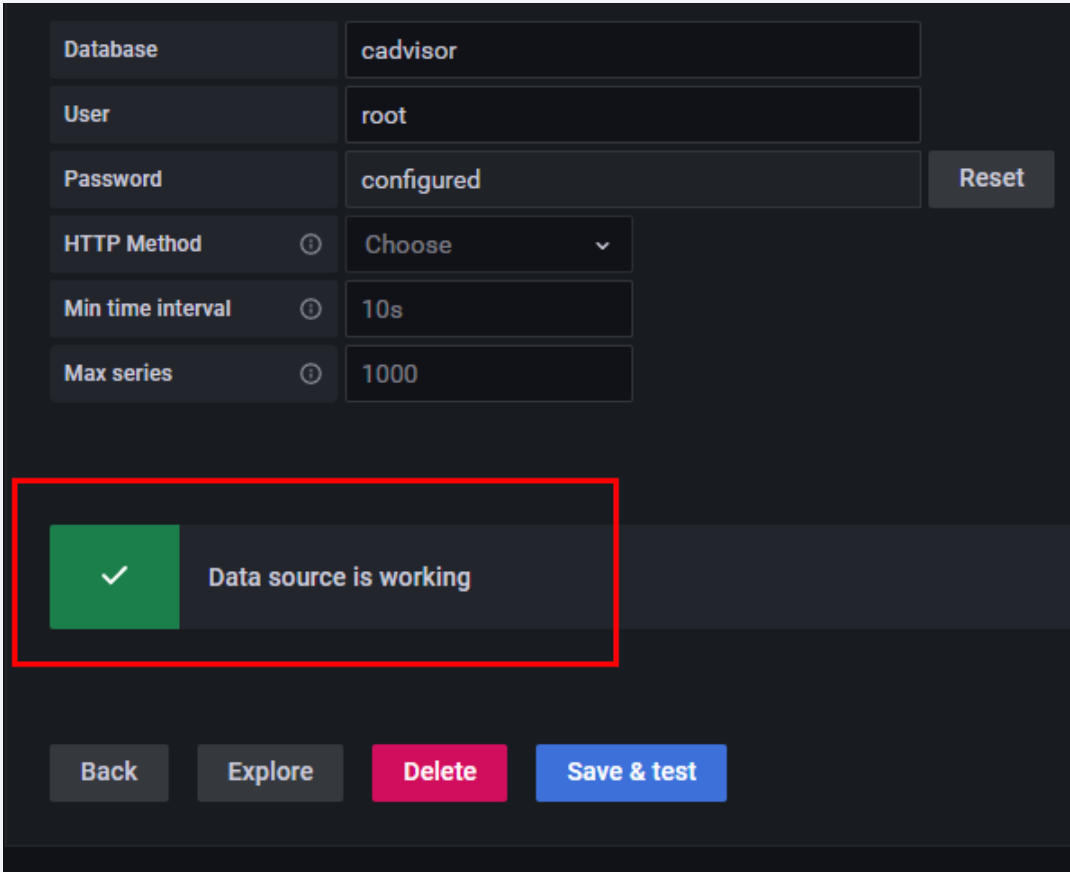 Database cadvisor
User root
Password configured Reset
HTTP Method Choose
Min time interval 10s
Max series 1000
Data source is working
Back Explore Delete Save & test